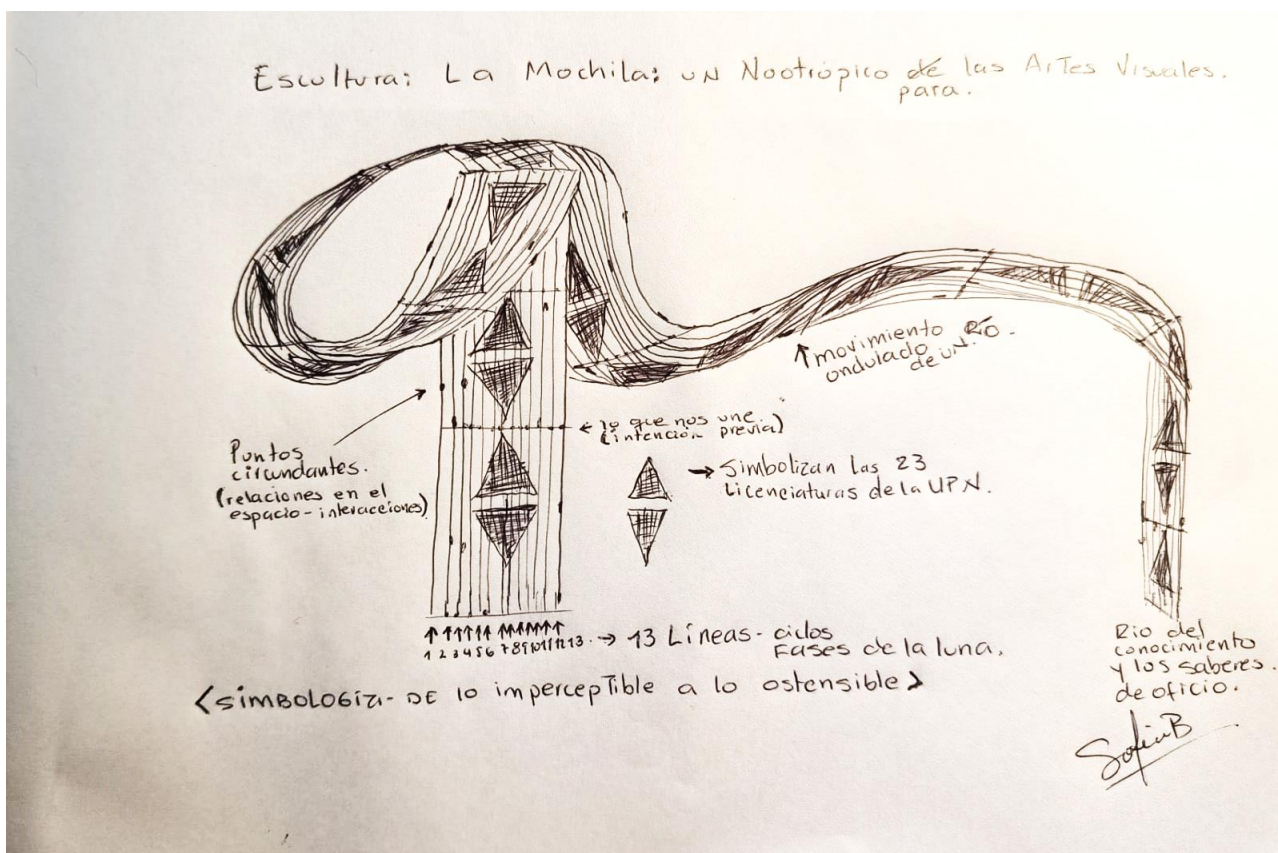 Escultura: La Mochila: un Nootrópico de las Artes Visuales.
para.
↑movimiento
ondulado
de un Río.
← lo que nos une.
(intención previa)
Puntos
circundantes.
(relaciones en el
espacio-interacciones)
→ Simbolizan las 23
Licenciaturas de la UPN.
1 2 3 4 5 6 7 8 9 10 11 12 13. → 13 Líneas - ciclos
Fases de la luna.
<SIMBOLOGÍA- DE lo imperceptible a lo ostensible>
Rio del
conocimiento
y los saberes.
de oficio.
SofiaB